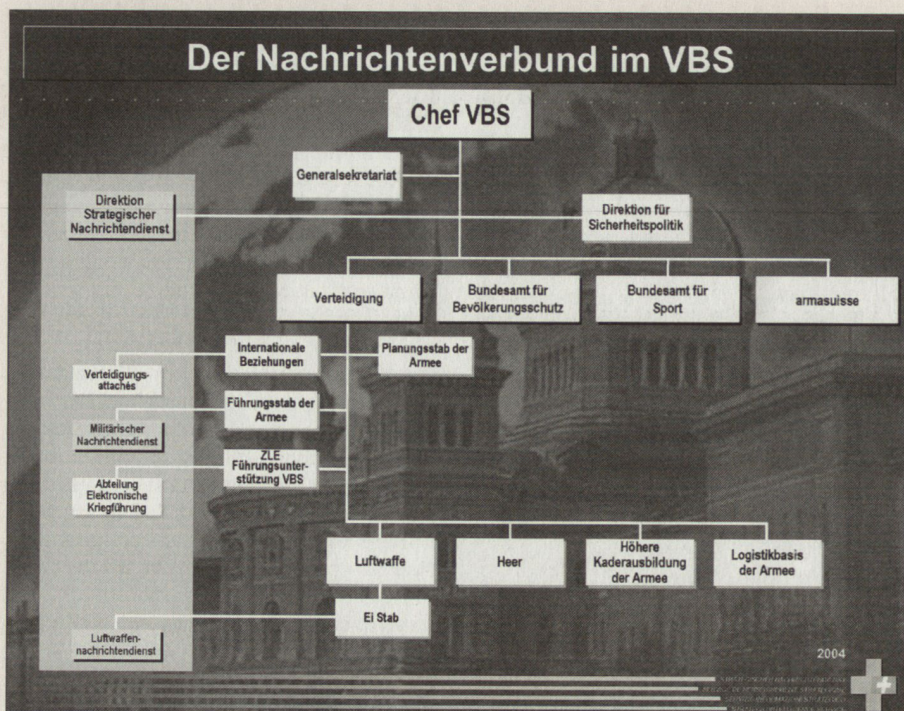 Der Nachrichtenverbund im VBS
Chef VBS
Generalsekretariat
Direktion
Strategischer
Nachrichtendienst
Direktion für
Sicherheitspolitik
Verteidigung
Bundesamt für
Bevölkerungsschutz
Bundesamt für
Sport
armasuisse
Internationale
Beziehungen
Planungsstab der
Armee
Verteidigungs-
attachés
Führungsstab der
Armee
Militärischer
Nachrichtendienst
ZLE
Führungsunter-
stützung VBS
Abteilung
Elektronische
Kriegführung
Luftwaffe
Heer
Höhere
Kaderausbildung
der Armee
Logistikbasis
der Armee
Ei Stab
Luftwaffen-
nachrichtendienst
2004